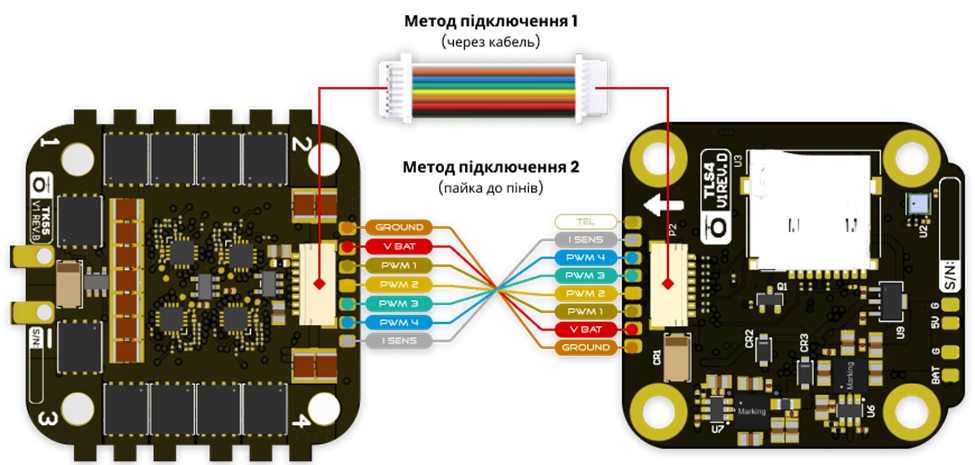 Метод підключення 1
(через кабель)
Метод підключення 2
(пайка до пінів)
1
2
TK55
V1 REV.B
S/N:
3
4
GROUND
V BAT
PWM 1
PWM 2
PWM 3
PWM 4
I SENS
TEL
I SENS
PWM 4
PWM 3
PWM 2
PWM 1
V BAT
GROUND
P2
TLS4
V1 REV. D
U3
U2
S/N:
U9
5V G
BAT G
CR1
CR2
CR3
U7
Marking
Marking
U6